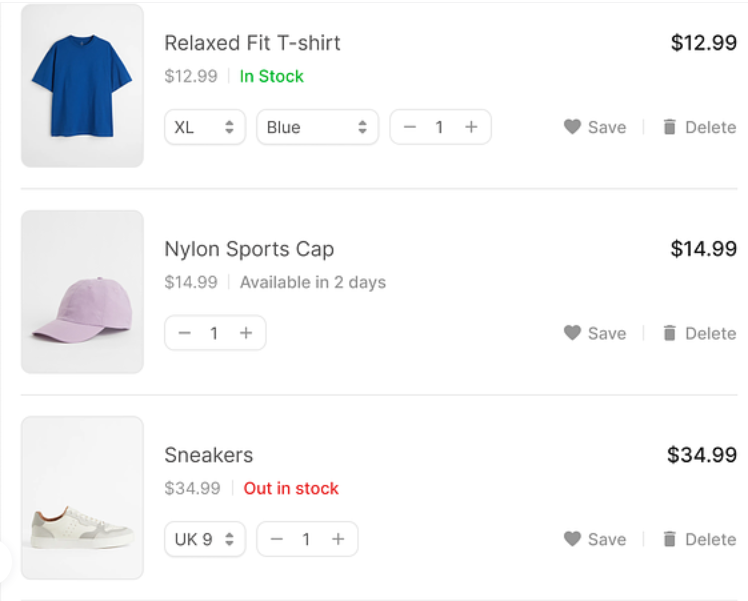 Relaxed Fit T-shirt $12.99
$12.99 In Stock
XL Blue − 1 + Save Delete
Nylon Sports Cap $14.99
$14.99 Available in 2 days
− 1 + Save Delete
Sneakers $34.99
$34.99 Out in stock
UK 9 − 1 + Save Delete